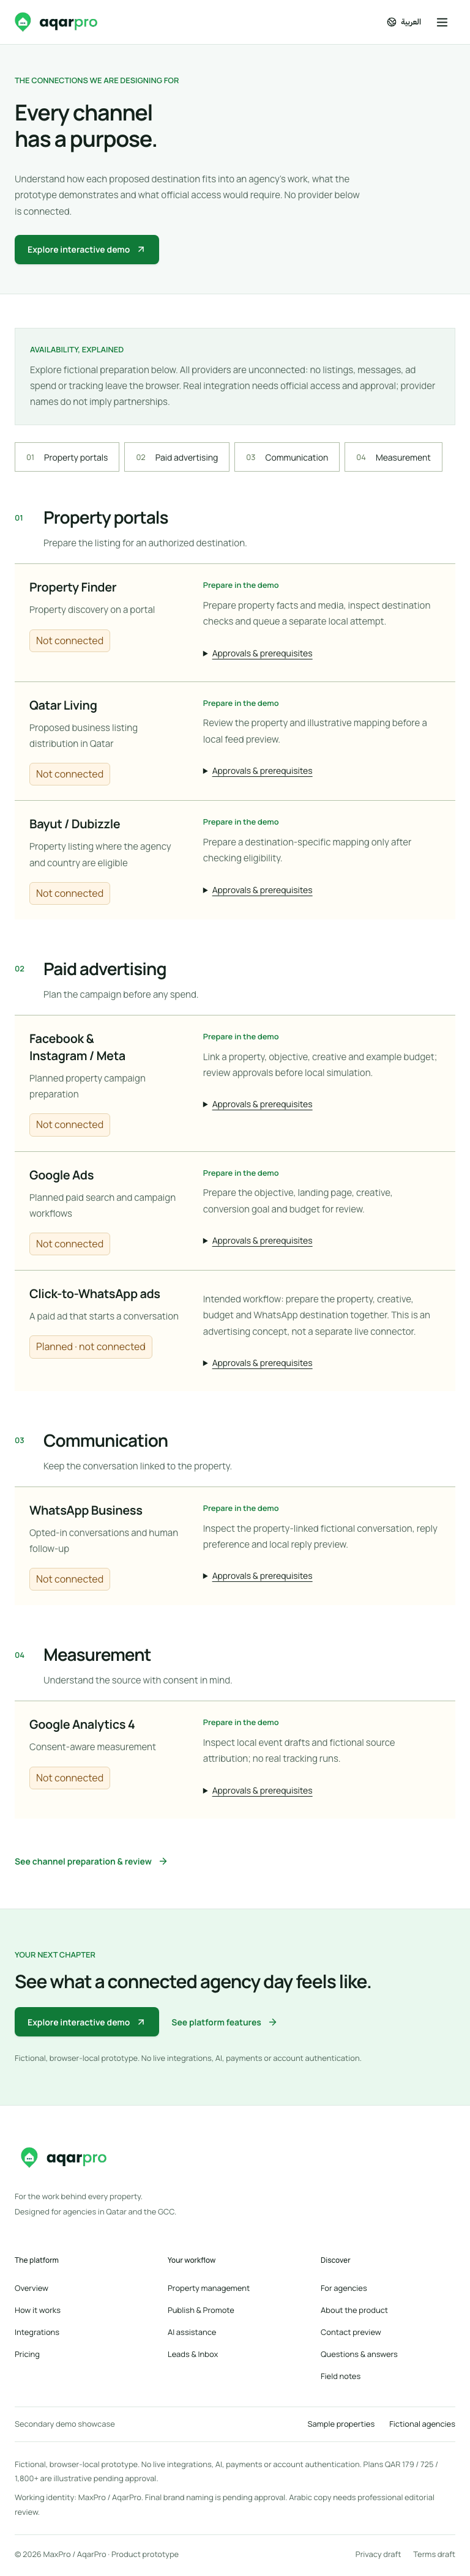 aqarpro
العربية
THE CONNECTIONS WE ARE DESIGNING FOR
Every channel
has a purpose.
Understand how each proposed destination fits into an agency's work, what the
prototype demonstrates and what official access would require. No provider below
is connected.
Explore interactive demo
AVAILABILITY, EXPLAINED
Explore fictional preparation below. All providers are unconnected: no listings, messages, ad
spend or tracking leave the browser. Real integration needs official access and approval; provider
names do not imply partnerships.
01 Property portals
02 Paid advertising
03 Communication
04 Measurement
01 Property portals
Prepare the listing for an authorized destination.
Property Finder
Property discovery on a portal
Not connected
Prepare in the demo
Prepare property facts and media, inspect destination
checks and queue a separate local attempt.
Approvals & prerequisites
Qatar Living
Proposed business listing
distribution in Qatar
Not connected
Prepare in the demo
Review the property and illustrative mapping before a
local feed preview.
Approvals & prerequisites
Bayut / Dubizzle
Property listing where the agency
and country are eligible
Not connected
Prepare in the demo
Prepare a destination-specific mapping only after
checking eligibility.
Approvals & prerequisites
02 Paid advertising
Plan the campaign before any spend.
Facebook &
Instagram / Meta
Planned property campaign
preparation
Not connected
Prepare in the demo
Link a property, objective, creative and example budget;
review approvals before local simulation.
Approvals & prerequisites
Google Ads
Planned paid search and campaign
workflows
Not connected
Prepare in the demo
Prepare the objective, landing page, creative,
conversion goal and budget for review.
Approvals & prerequisites
Click-to-WhatsApp ads
A paid ad that starts a conversation
Planned · not connected
Intended workflow: prepare the property, creative,
budget and WhatsApp destination together. This is an
advertising concept, not a separate live connector.
Approvals & prerequisites
03 Communication
Keep the conversation linked to the property.
WhatsApp Business
Opted-in conversations and human
follow-up
Not connected
Prepare in the demo
Inspect the property-linked fictional conversation, reply
preference and local reply preview.
Approvals & prerequisites
04 Measurement
Understand the source with consent in mind.
Google Analytics 4
Consent-aware measurement
Not connected
Prepare in the demo
Inspect local event drafts and fictional source
attribution; no real tracking runs.
Approvals & prerequisites
See channel preparation & review
YOUR NEXT CHAPTER
See what a connected agency day feels like.
Explore interactive demo
See platform features
Fictional, browser-local prototype. No live integrations, AI, payments or account authentication.
aqarpro
For the work behind every property.
Designed for agencies in Qatar and the GCC.
The platform
Overview
How it works
Integrations
Pricing
Your workflow
Property management
Publish & Promote
AI assistance
Leads & Inbox
Discover
For agencies
About the product
Contact preview
Questions & answers
Field notes
Secondary demo showcase
Sample properties
Fictional agencies
Fictional, browser-local prototype. No live integrations, AI, payments or account authentication. Plans QAR 179 / 725 /
1,800+ are illustrative pending approval.
Working identity: MaxPro / AqarPro. Final brand naming is pending approval. Arabic copy needs professional editorial
review.
© 2026 MaxPro / AqarPro · Product prototype
Privacy draft
Terms draft